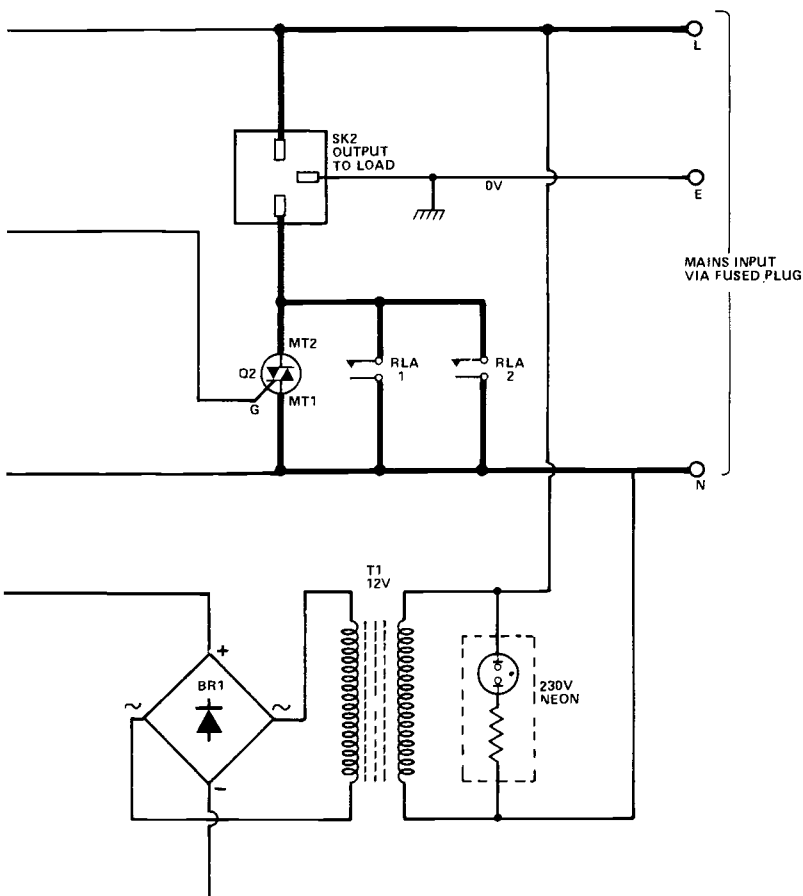 L
SK2
OUTPUT
TO LOAD
0V
E
MAINS INPUT
VIA FUSED PLUG
MT2
Q2
RLA
1
RLA
2
G
MT1
N
T1
12V
+
~
BR1
~
230V
NEON
-